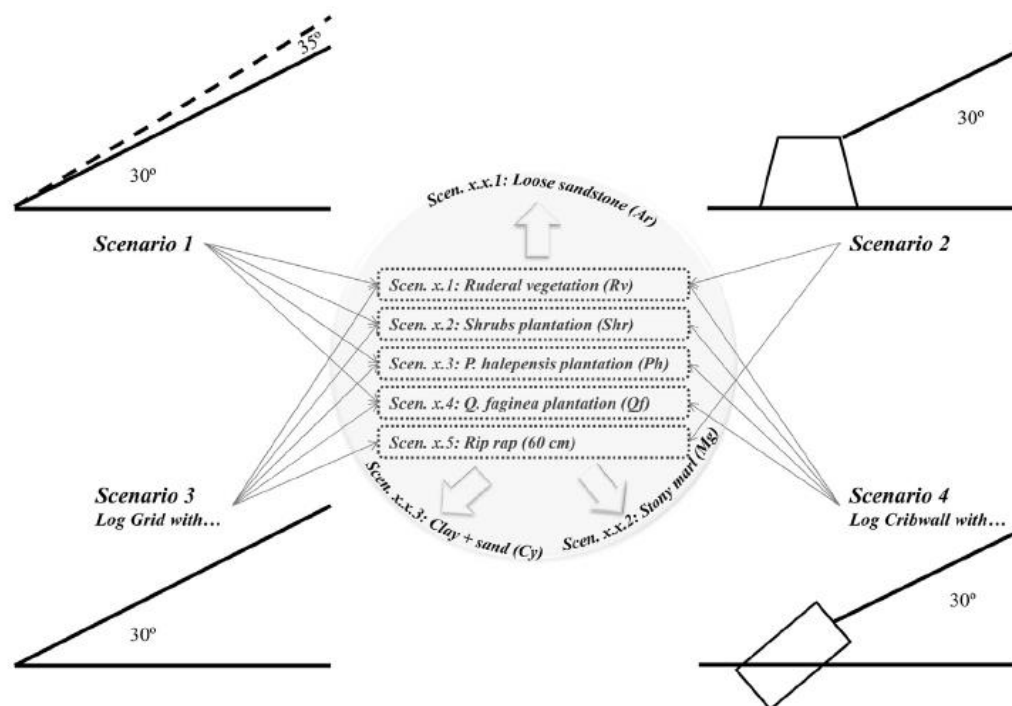 35º
30º
30º
Scen. x.x.1: Loose sandstone (Ar)
Scenario 1
Scenario 2
Scen. x.1: Ruderal vegetation (Rv)
Scen. x.2: Shrubs plantation (Shr)
Scen. x.3: P. halepensis plantation (Ph)
Scen. x.4: Q. faginea plantation (Qf)
Scen. x.5: Rip rap (60 cm)
Scenario 3
Log Grid with…
Scen. x.x.3: Clay + sand (Cy)
Scen. x.x.2: Stony marl (Mg)
Scenario 4
Log Cribwall with…
30º
30º